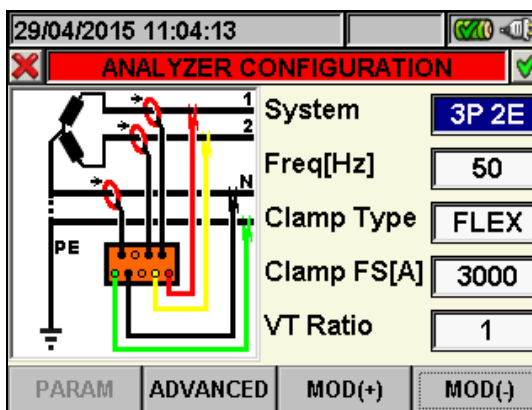 29/04/2015 11:04:13
ANALYZER CONFIGURATION
1
2
N
PE
System 3P 2E
Freq[Hz] 50
Clamp Type FLEX
Clamp FS[A] 3000
VT Ratio 1
PARAM ADVANCED MOD(+) MOD(-)